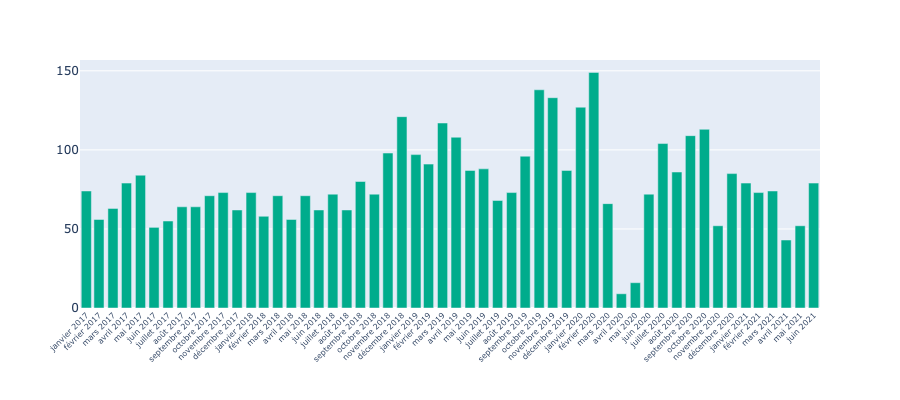 150
100
50
0
janvier 2017
février 2017
mars 2017
avril 2017
mai 2017
juin 2017
juillet 2017
août 2017
septembre 2017
octobre 2017
novembre 2017
décembre 2017
janvier 2018
février 2018
mars 2018
avril 2018
mai 2018
juin 2018
juillet 2018
août 2018
septembre 2018
octobre 2018
novembre 2018
décembre 2018
janvier 2019
février 2019
mars 2019
avril 2019
mai 2019
juin 2019
juillet 2019
août 2019
septembre 2019
octobre 2019
novembre 2019
décembre 2019
janvier 2020
février 2020
mars 2020
avril 2020
mai 2020
juin 2020
juillet 2020
août 2020
septembre 2020
octobre 2020
novembre 2020
décembre 2020
janvier 2021
février 2021
mars 2021
avril 2021
mai 2021
juin 2021